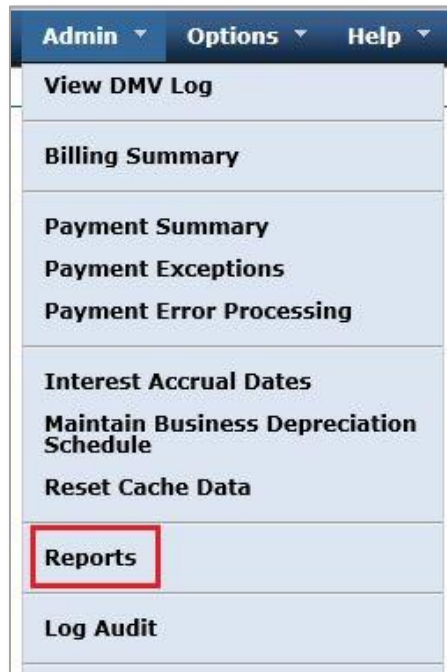 Admin Options Help
View DMV Log
Billing Summary
Payment Summary
Payment Exceptions
Payment Error Processing
Interest Accrual Dates
Maintain Business Depreciation
Schedule
Reset Cache Data
Reports
Log Audit